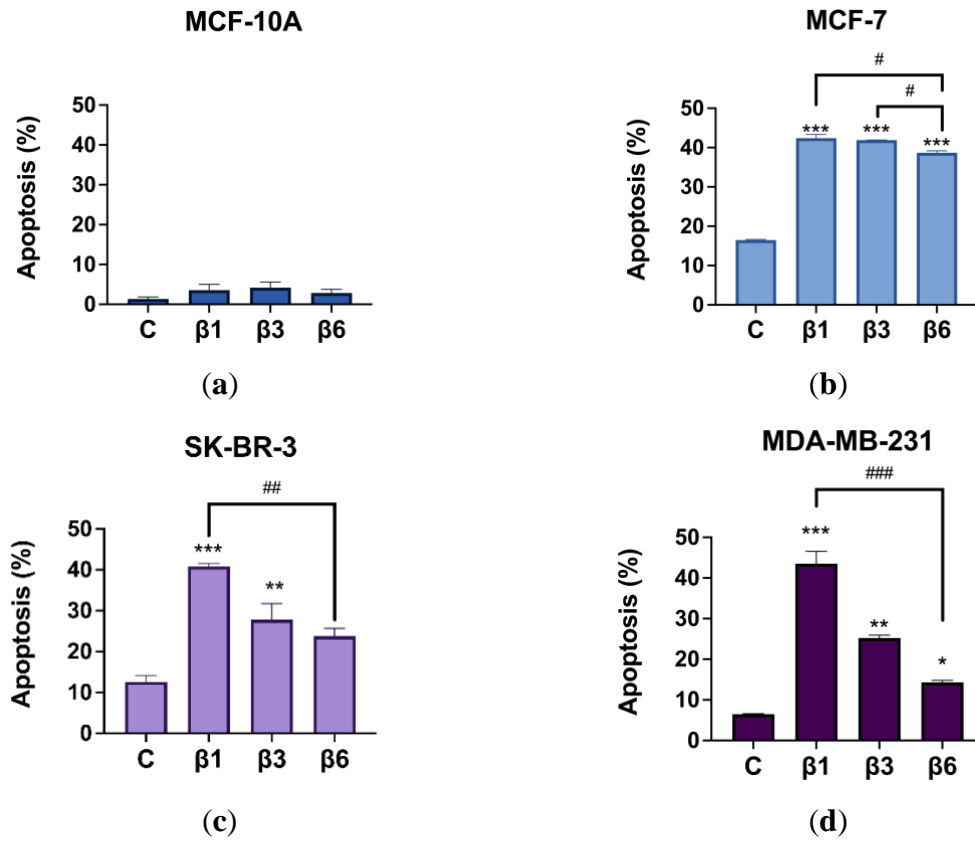 MCF-10A
Apoptosis (%)
50
40
30
20
10
0
C β1 β3 β6
(a)
MCF-7
#
#
Apoptosis (%)
50
40
30
20
10
0
*** *** ***
C β1 β3 β6
(b)
SK-BR-3
##
Apoptosis (%)
50
40
30
20
10
0
***
**
C β1 β3 β6
(c)
MDA-MB-231
###
Apoptosis (%)
50
40
30
20
10
0
***
**
*
C β1 β3 β6
(d)